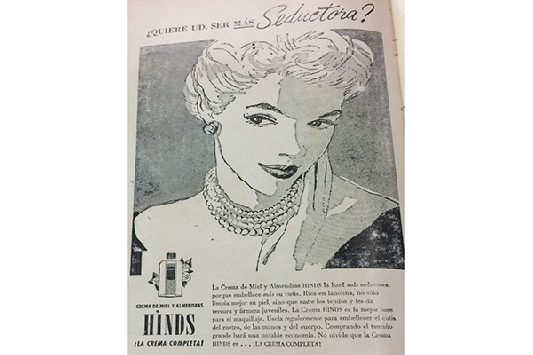 ¿QUIERE UD. SER MÁS Seductora?
La Crema de Miel y Almendras HINDS la hará más seductora
porque embellece más su cutis. Rica en lanolina, no solo
limpia mejor su piel, sino que nutre los tejidos y les da
tersura y firmeza juveniles. La Crema HINDS es la mejor base
para el maquillaje. Usela regularmente para embellecer el cutis
del rostro, de las manos y del cuerpo. Comprando el tamaño
grande hará una notable economía. No olvide que la Crema
HINDS es... ¡LA CREMA COMPLETA!
CREMA DE MIEL Y ALMENDRAS
HINDS
¡LA CREMA COMPLETA!